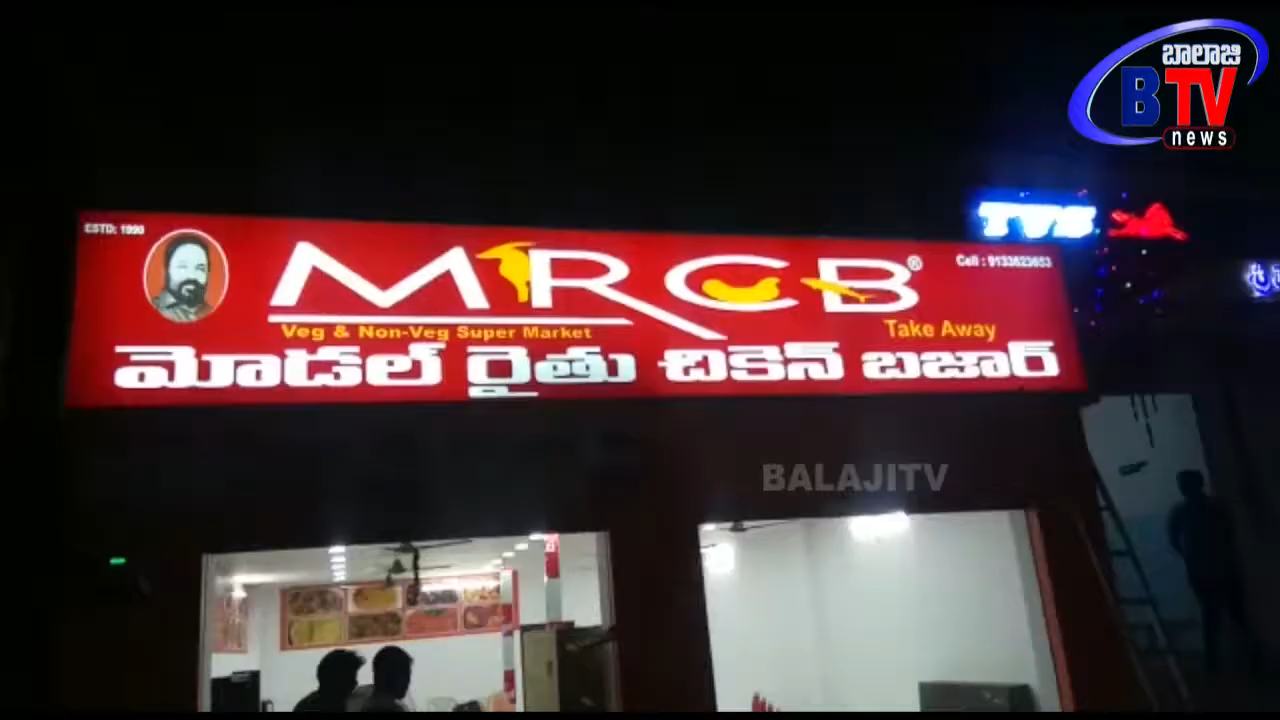 బాలాజి
BTV
news
TVS
ESTD: 1990
MRCB®
Cell : 9133623653
Veg & Non-Veg Super Market
Take Away
మోడల్ రైతు చికెన్ బజార్
BALAJITV